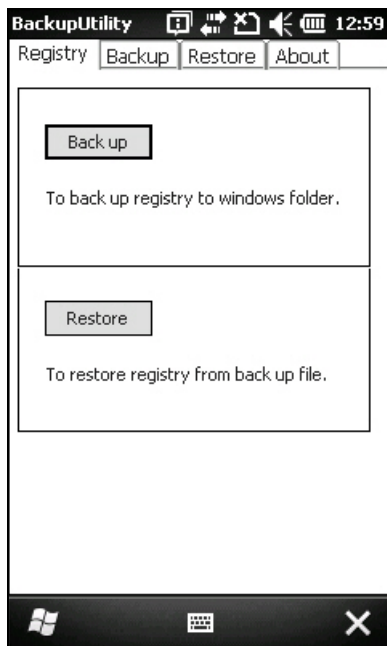 BackupUtility 12:59
Registry Backup Restore About
Back up
To back up registry to windows folder.
Restore
To restore registry from back up file.